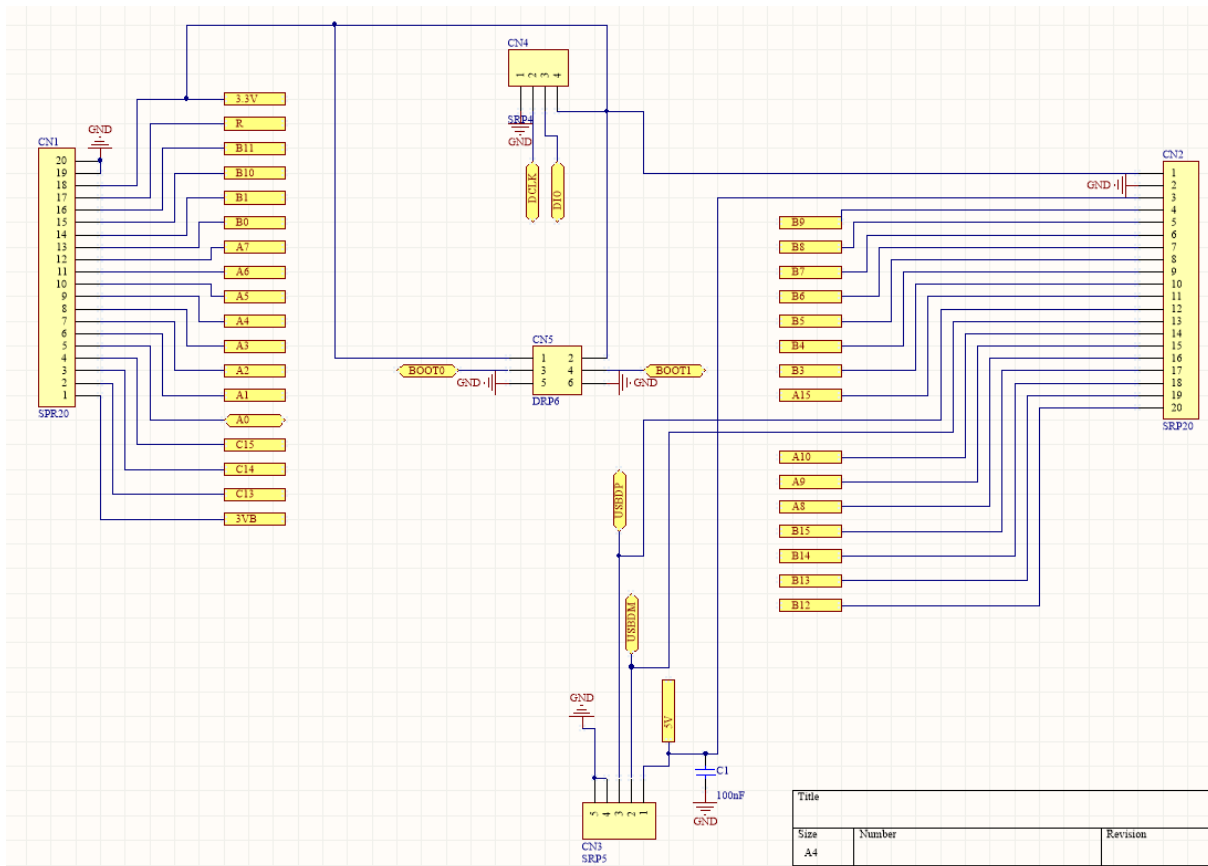 CN4
1 2 3 4
SRP4
GND
DCLK
DIO
CN1
GND
20
19
18
17
16
15
14
13
12
11
10
9
8
7
6
5
4
3
2
1
SPR20
3.3V
R
B11
B10
B1
B0
A7
A6
A5
A4
A3
A2
A1
A0
C15
C14
C13
3VB
CN5
1 2
3 4
5 6
DRP6
BOOT0
GND
BOOT1
GND
CN2
GND
1
2
3
4
5
6
7
8
9
10
11
12
13
14
15
16
17
18
19
20
SRP20
B9
B8
B7
B6
B5
B4
B3
A15
A10
A9
A8
B15
B14
B13
B12
USBDP
USBDM
5V
GND
C1
100nF
GND
5 4 3 2 1
CN3
SRP5
Title
Size Number Revision
A4